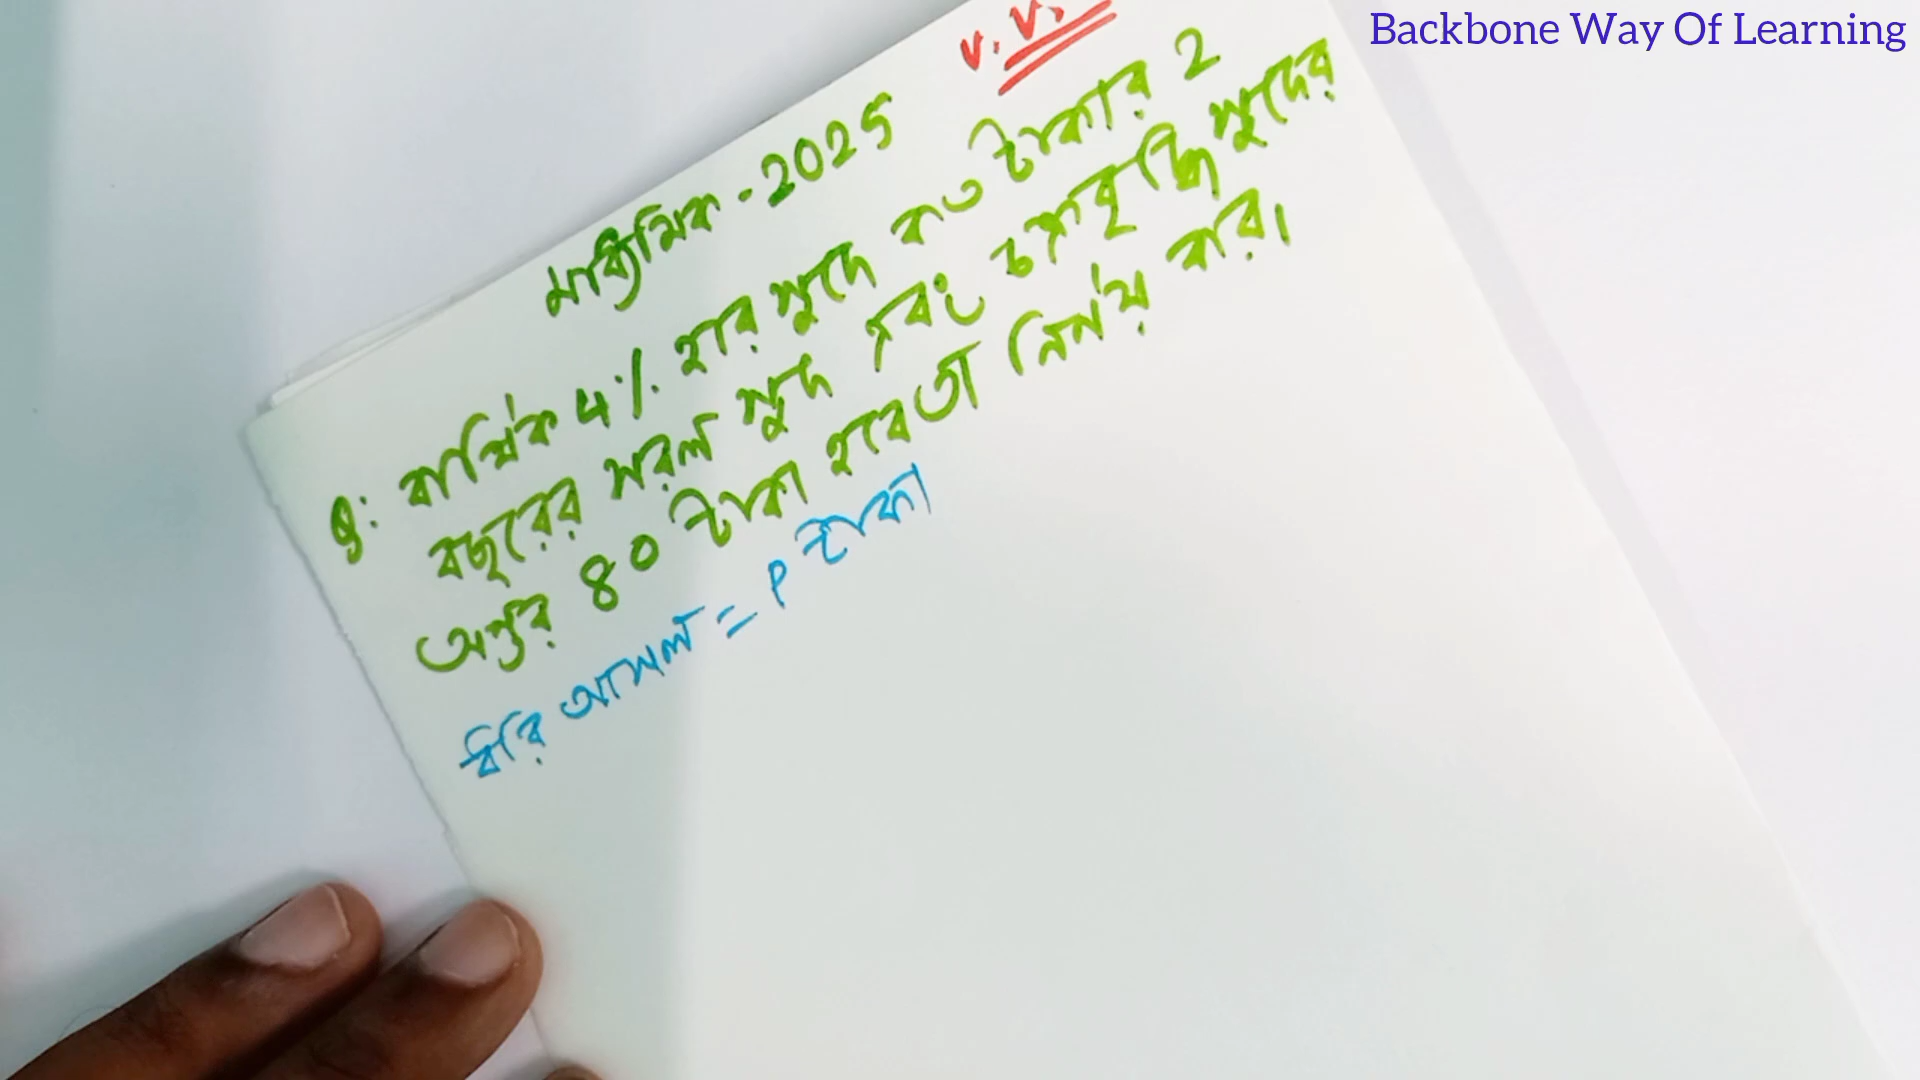 Backbone Way Of Learning
v. v.
মাধ্যমিক - 2025
Q: বার্ষিক 4% হার সুদে কত টাকার 2
বছরের সরল সুদ এবং চক্রবৃদ্ধি সুদের
অন্তর 80 টাকা হবে তা নির্ণয় কর।
ধরি আসল = P টাকা